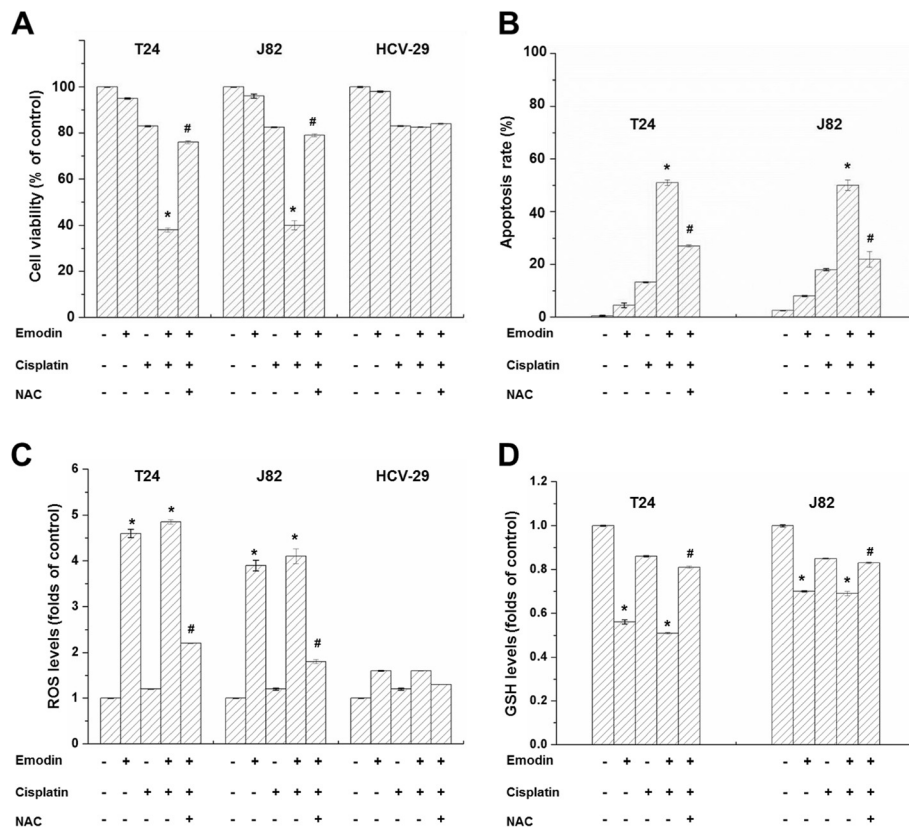 A
T24 J82 HCV-29
Cell viability (% of control)
100
80
60
40
20
0
# #
* *
Emodin - + - + + - + - + + - + - + +
Cisplatin - - + + + - - + + + - - + + +
NAC - - - - + - - - - + - - - - +
B
Apoptosis rate (%)
100
80
60
40
20
0
T24 J82
* *
# #
Emodin - + - + + - + - + +
Cisplatin - - + + + - - + + +
NAC - - - - + - - - - +
C
T24 J82 HCV-29
ROS levels (folds of control)
6
5
4
3
2
1
0
* * * *
# #
Emodin - + - + + - + - + + - + - + +
Cisplatin - - + + + - - + + + - - + + +
NAC - - - - + - - - - + - - - - +
D
GSH levels (folds of control)
1.2
1.0
0.8
0.6
0.4
0.2
0.0
T24 J82
# #
* * * *
Emodin - + - + + - + - + +
Cisplatin - - + + + - - + + +
NAC - - - - + - - - - +